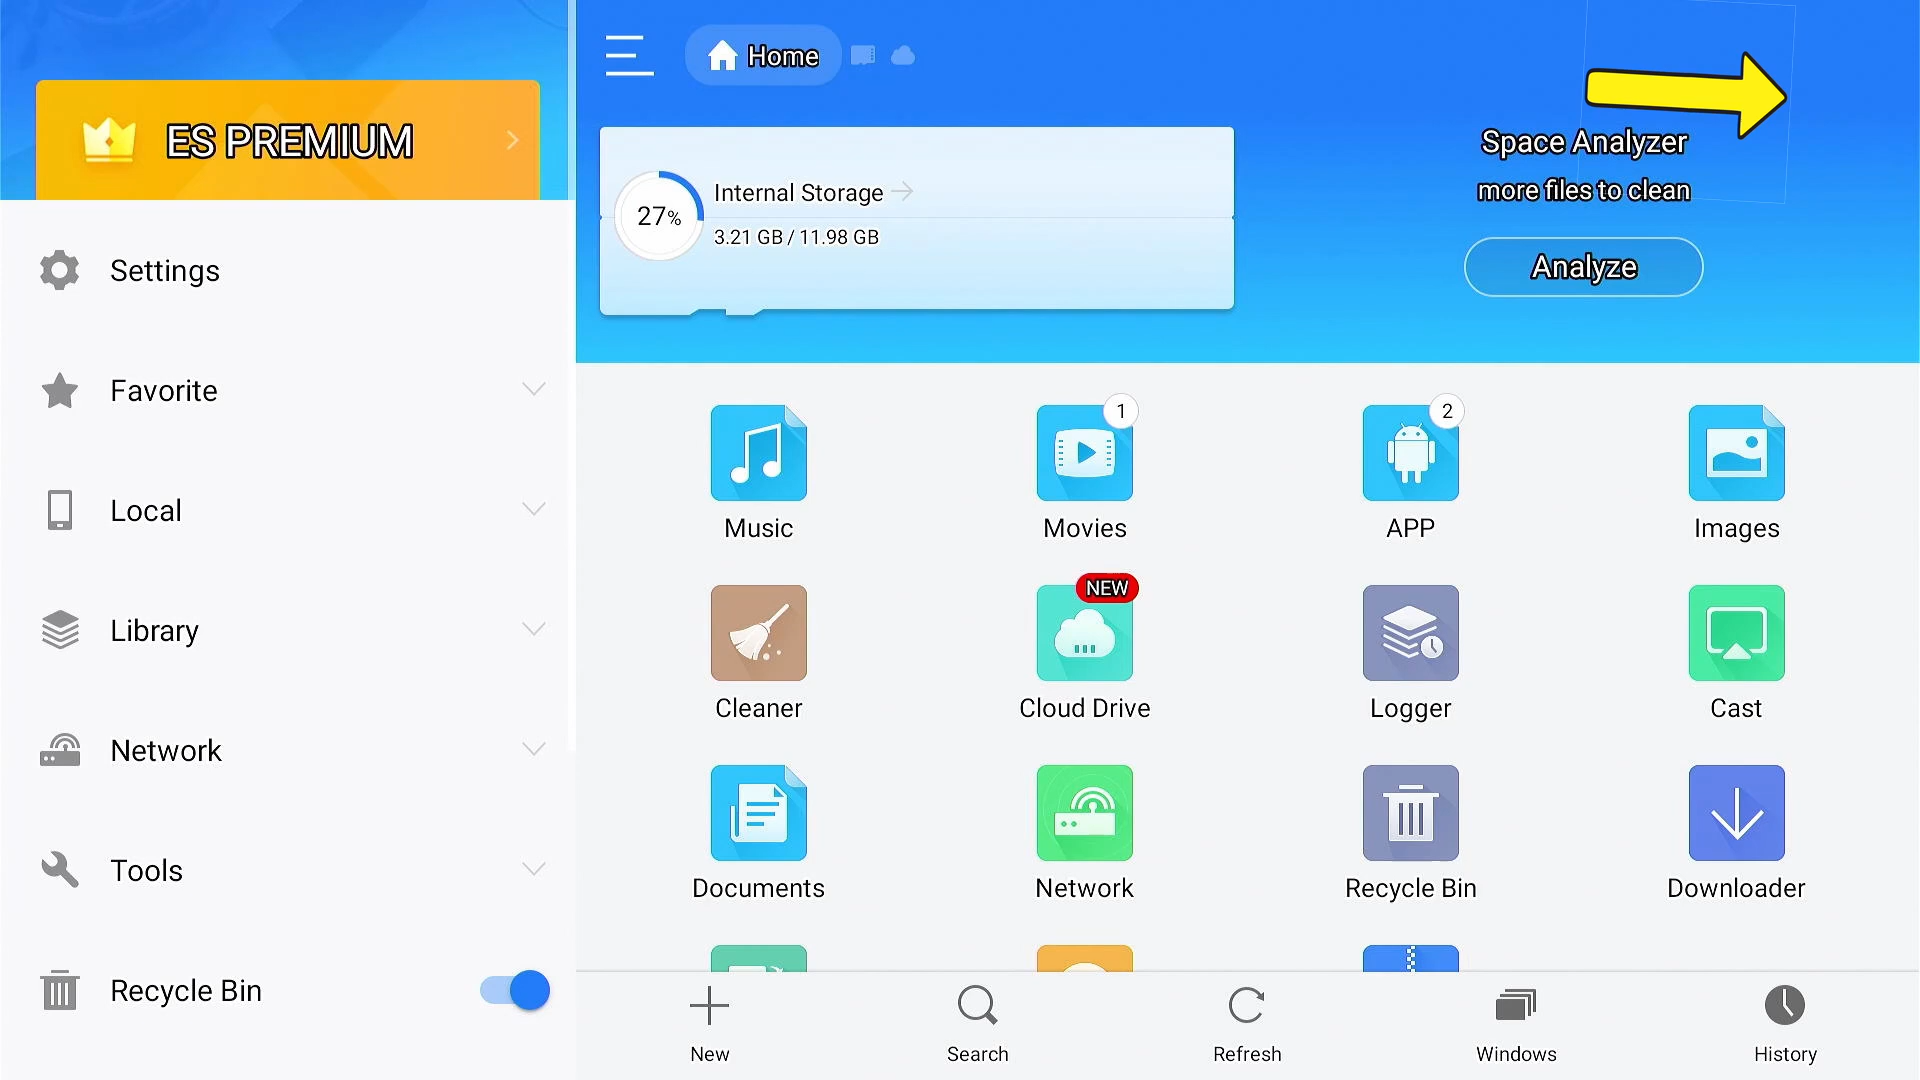 ES PREMIUM
Settings
Favorite
Local
Library
Network
Tools
Recycle Bin
Home
27%
Internal Storage
3.21 GB / 11.98 GB
Space Analyzer
more files to clean
Analyze
Music
1
Movies
2
APP
Images
Cleaner
NEW
Cloud Drive
Logger
Cast
Documents
Network
Recycle Bin
Downloader
New
Search
Refresh
Windows
History